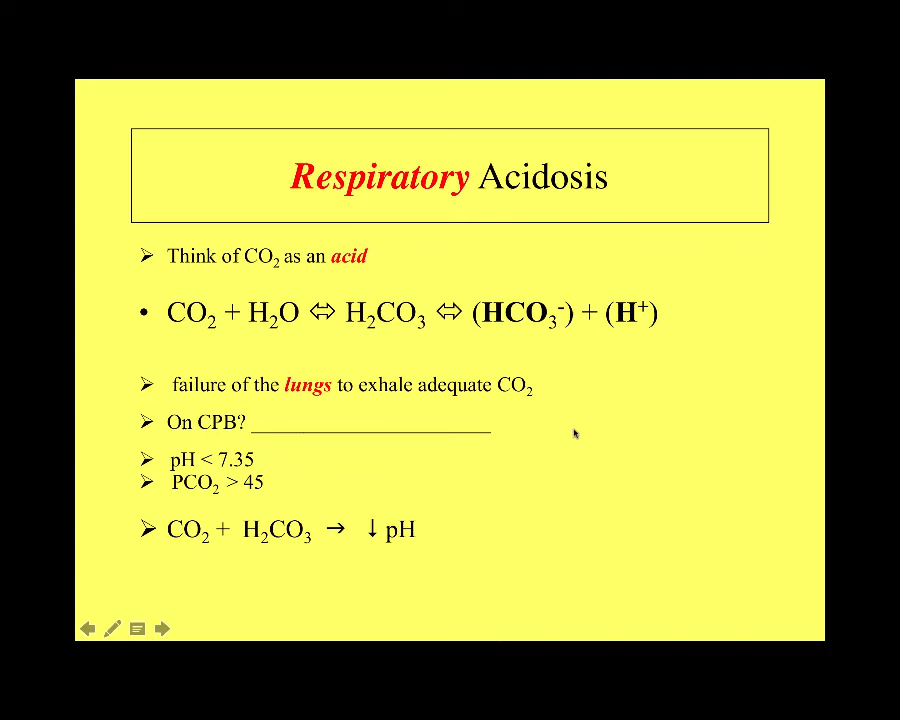 Respiratory Acidosis
➢ Think of CO₂ as an acid
• CO₂ + H₂O ⬄ H₂CO₃ ⬄ (HCO₃⁻) + (H⁺)
➢ failure of the lungs to exhale adequate CO₂
➢ On CPB? ________________________
➢ pH < 7.35
➢ PCO₂ > 45
➢ CO₂ + H₂CO₃ → ↓ pH